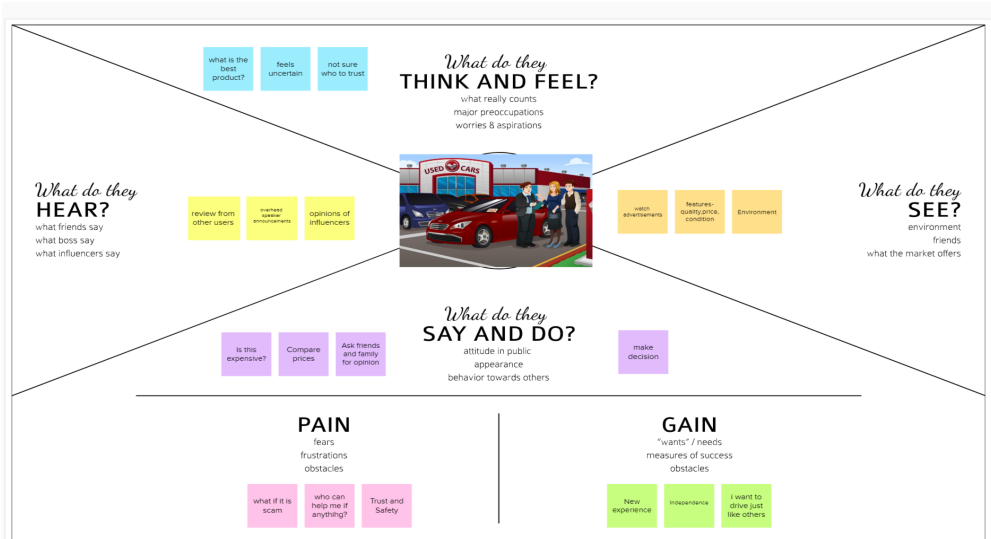 what is the
best
product?
feels
uncertain
not sure
who to trust
What do they
THINK AND FEEL?
what really counts
major preoccupations
worries & aspirations
What do they
HEAR?
what friends say
what boss say
what influencers say
review from
other users
overhead
speaker
announcements
opinions of
influencers
USED CARS
watch
advertisements
features-
quality,price,
condition
Environment
What do they
SEE?
environment
friends
what the market offers
What do they
SAY AND DO?
attitude in public
appearance
behavior towards others
is this
expensive?
Compare
prices
Ask friends
and family
for opinion
make
decision
PAIN
fears
frustrations
obstacles
what if it is
scam
who can
help me if
anythihg?
Trust and
Safety
GAIN
"wants" / needs
measures of success
obstacles
New
experience
Independence
i want to
drive just
like others